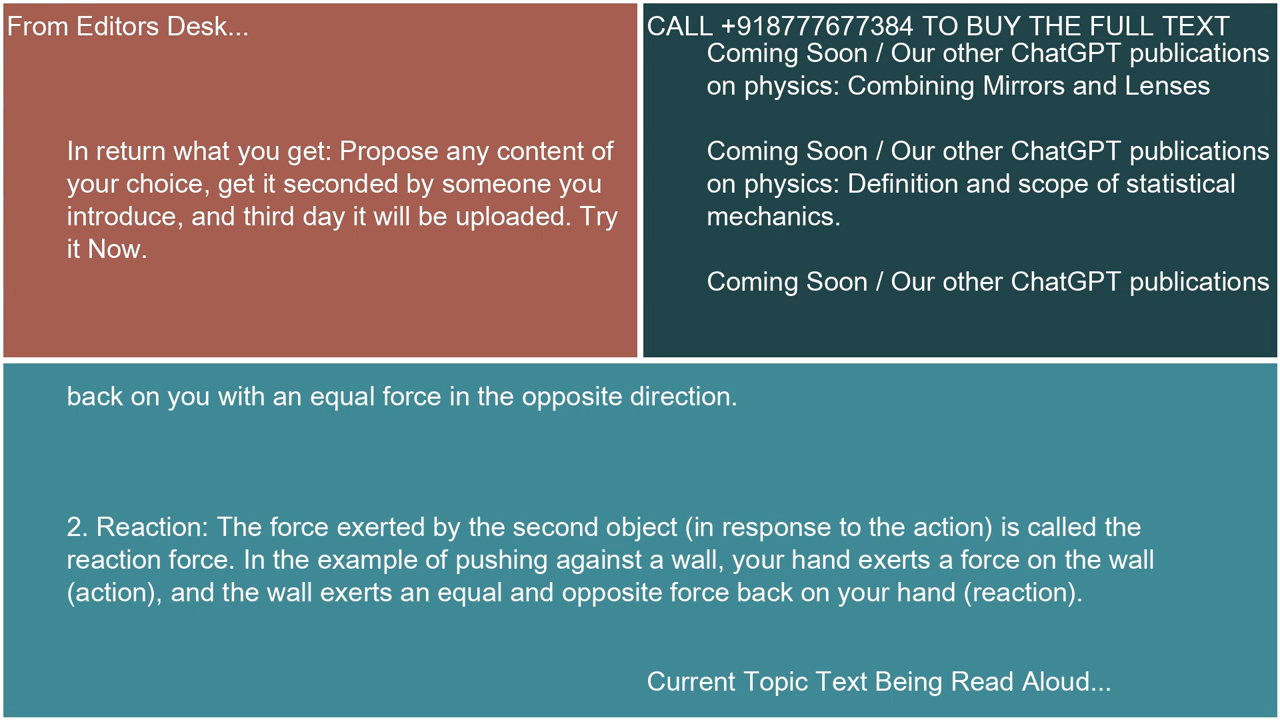 From Editors Desk...
In return what you get: Propose any content of
your choice, get it seconded by someone you
introduce, and third day it will be uploaded. Try
it Now.
CALL +918777677384 TO BUY THE FULL TEXT
Coming Soon / Our other ChatGPT publications
on physics: Combining Mirrors and Lenses
Coming Soon / Our other ChatGPT publications
on physics: Definition and scope of statistical
mechanics.
Coming Soon / Our other ChatGPT publications
back on you with an equal force in the opposite direction.
2. Reaction: The force exerted by the second object (in response to the action) is called the
reaction force. In the example of pushing against a wall, your hand exerts a force on the wall
(action), and the wall exerts an equal and opposite force back on your hand (reaction).
Current Topic Text Being Read Aloud...